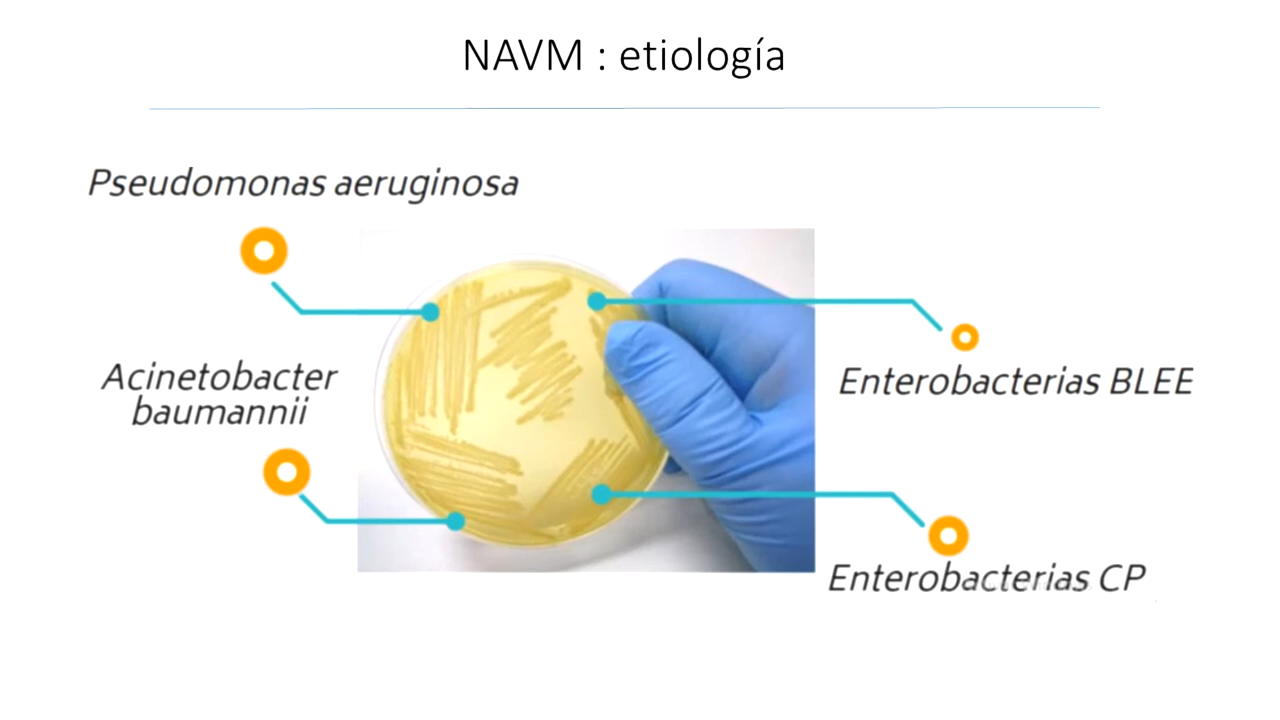 NAVM : etiología
Pseudomonas aeruginosa
Acinetobacter
baumannii
Enterobacterias BLEE
Enterobacterias CP